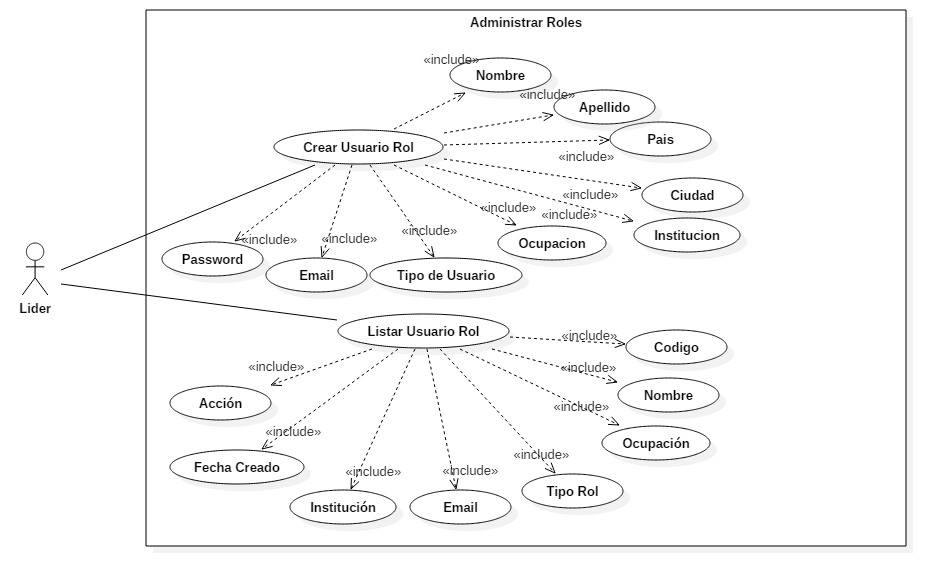 Administrar Roles
«include»
Nombre
«include»
Apellido
Crear Usuario Rol
Pais
«include»
Ciudad
«include»
«include»
«include»
Institucion
«include»
«include»
«include»
Ocupacion
Password
Email
Tipo de Usuario
Lider
Listar Usuario Rol
«include»
Codigo
«include»
«include»
Nombre
Acción
«include»
«include»
Ocupación
Fecha Creado
«include»
«include»
«include»
Tipo Rol
Institución
Email